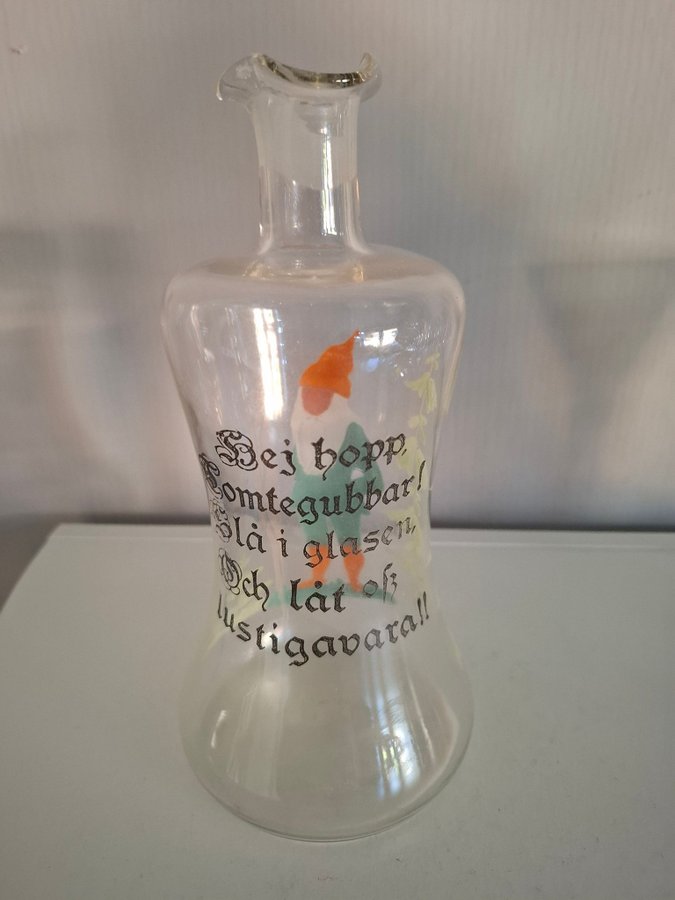 Hej hopp,
Tomtegubbar!
Slå i glasen,
Och låt oß
lustigavara!!